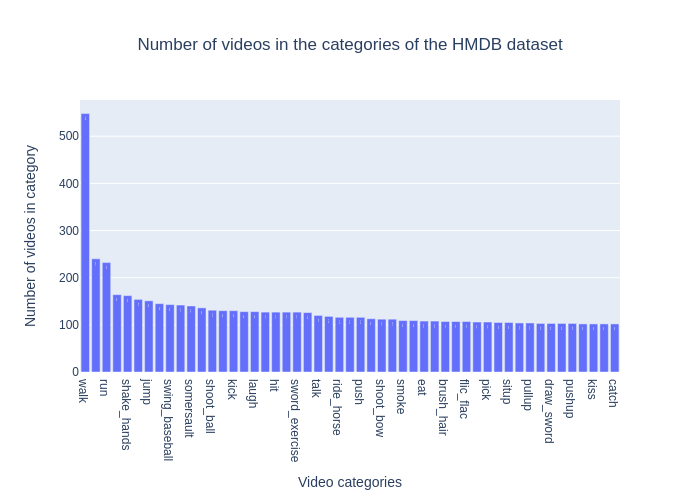 Number of videos in the categories of the HMDB dataset
Number of videos in category
500
400
300
200
100
0
walk
run
shake_hands
jump
swing_baseball
somersault
shoot_ball
kick
laugh
hit
sword_exercise
talk
ride_horse
push
shoot_bow
smoke
eat
brush_hair
flic_flac
pick
situp
pullup
draw_sword
pushup
kiss
catch
Video categories